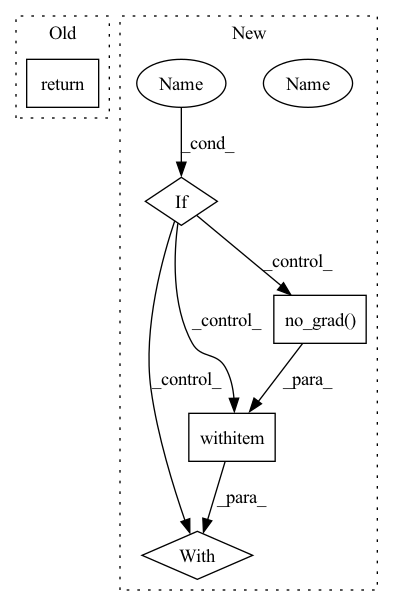 Old
New
return
Name
Name
_cond_
If
_control_
_control_
no_grad()
_control_
_para_
withitem
_para_
With